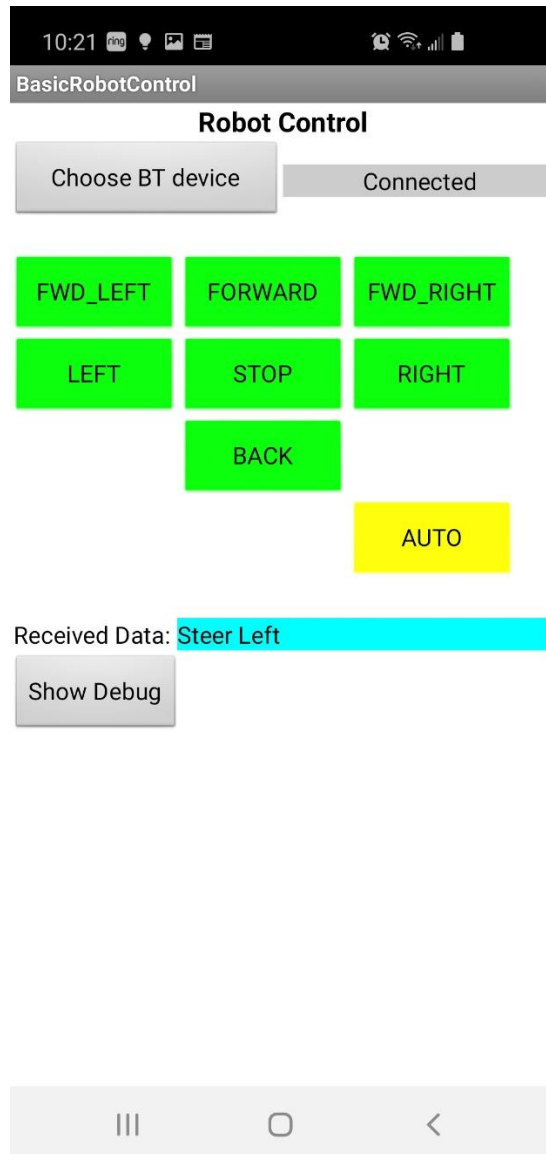 10:21 ring
BasicRobotControl
Robot Control
Choose BT device Connected
FWD_LEFT FORWARD FWD_RIGHT
LEFT STOP RIGHT
BACK
AUTO
Received Data: Steer Left
Show Debug